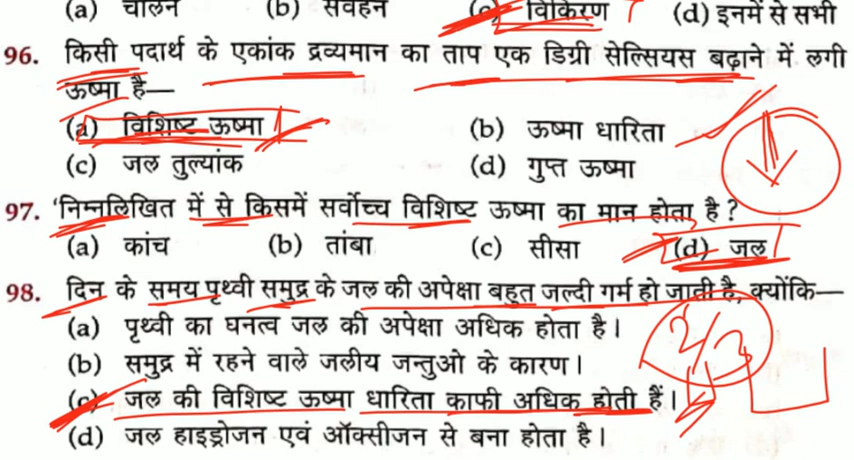 (a) चालन (b) संवहन (c) विकिरण (d) इनमें से सभी
96. किसी पदार्थ के एकांक द्रव्यमान का ताप एक डिग्री सेल्सियस बढ़ाने में लगी
ऊष्मा है—
(a) विशिष्ट ऊष्मा (b) ऊष्मा धारिता
(c) जल तुल्यांक (d) गुप्त ऊष्मा
97. 'निम्नलिखित में से किसमें सर्वोच्च विशिष्ट ऊष्मा का मान होता है?
(a) कांच (b) तांबा (c) सीसा (d) जल
98. दिन के समय पृथ्वी समुद्र के जल की अपेक्षा बहुत जल्दी गर्म हो जाती है, क्योंकि—
(a) पृथ्वी का घनत्व जल की अपेक्षा अधिक होता है।
(b) समुद्र में रहने वाले जलीय जन्तुओ के कारण।
(c) जल की विशिष्ट ऊष्मा धारिता काफी अधिक होती हैं।
(d) जल हाइड्रोजन एवं ऑक्सीजन से बना होता है।